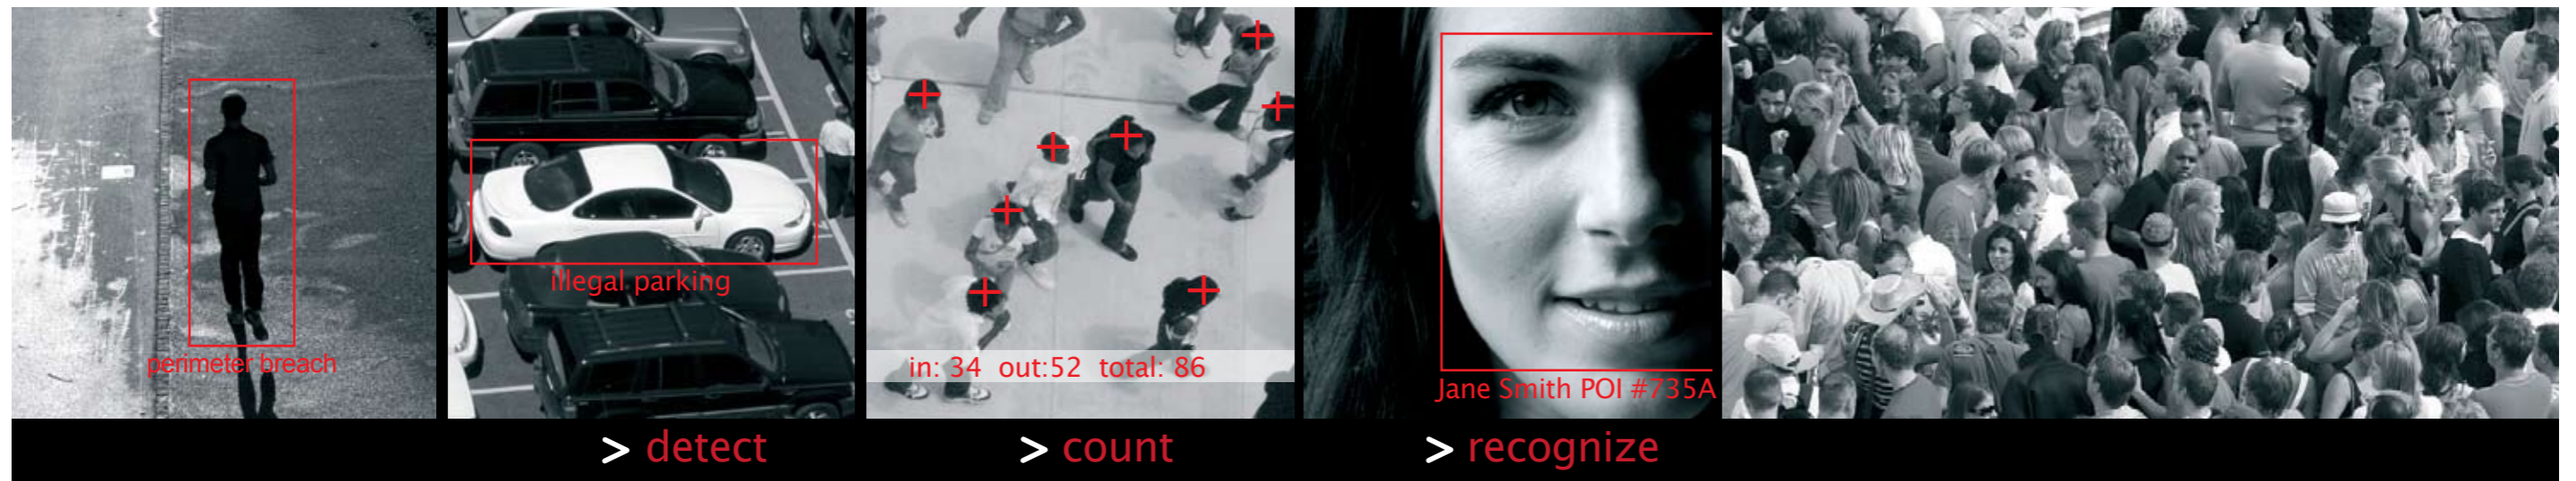 perimeter breach
illegal parking
in: 34 out:52 total: 86
Jane Smith POI #735A
> detect
> count
> recognize